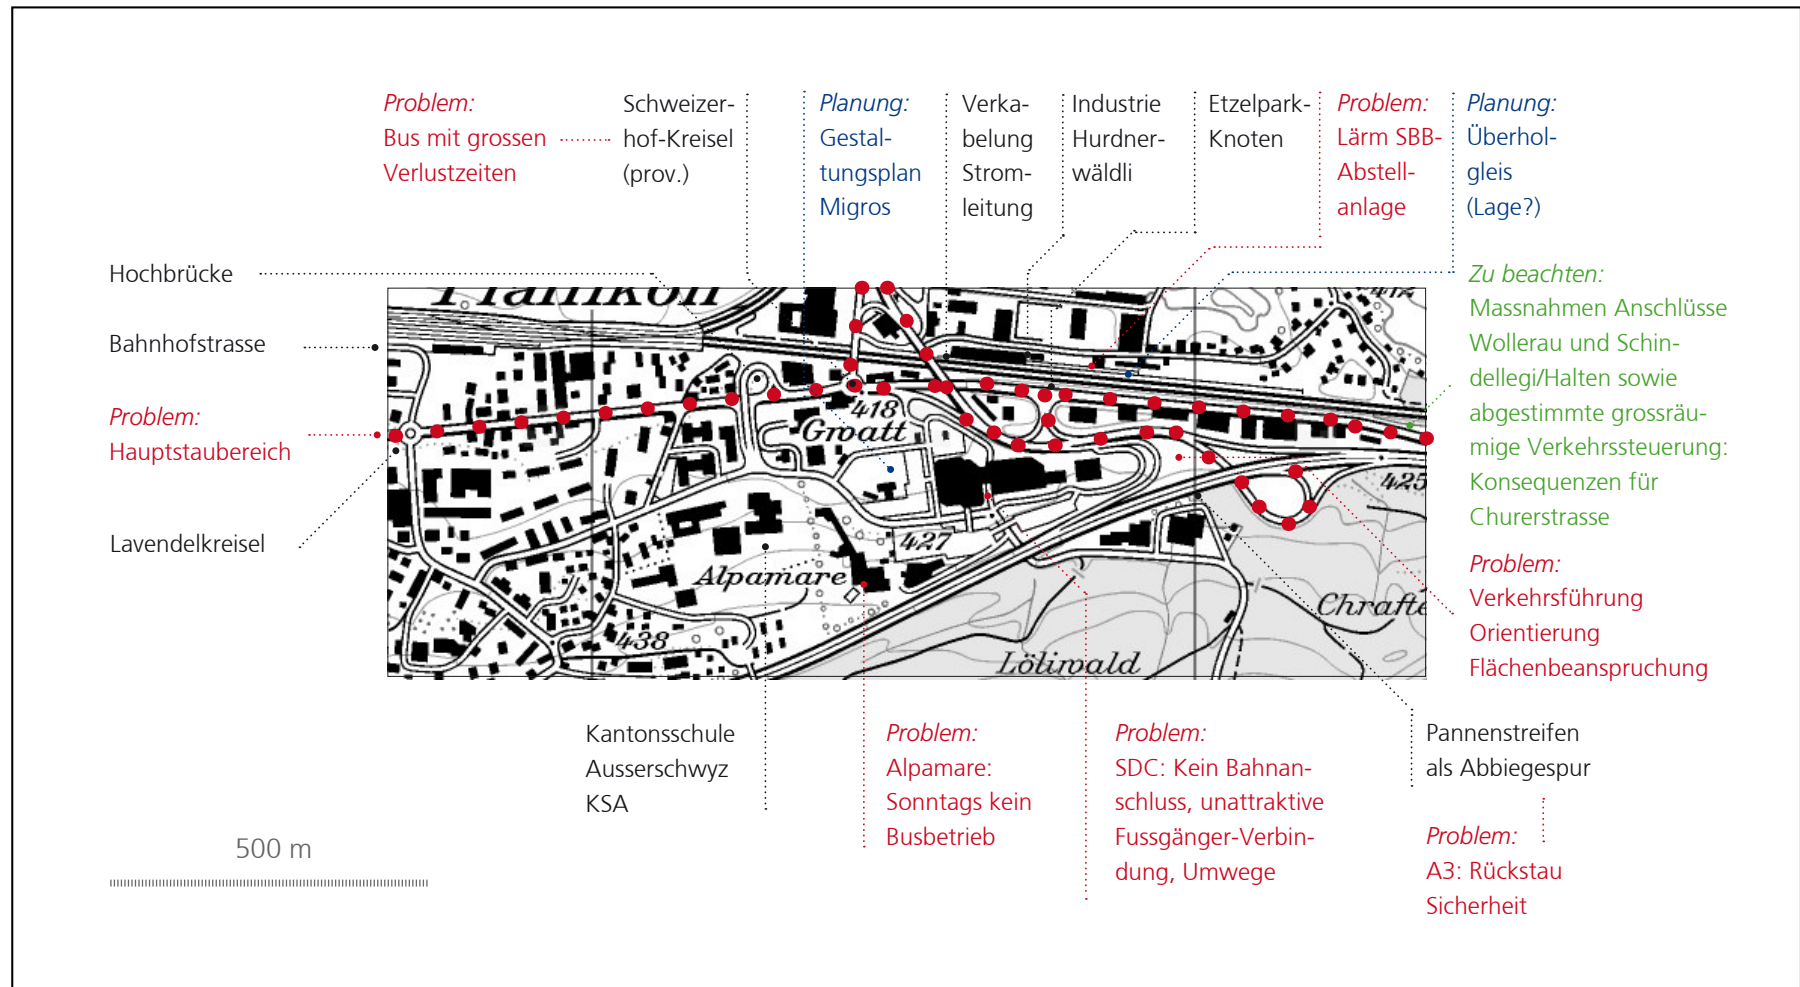 Problem:
Bus mit grossen
Verlustzeiten
Schweizer-
hof-Kreisel
(prov.)
Planung:
Gestal-
tungsplan
Migros
Verka-
belung
Strom-
leitung
Industrie
Hurdner-
wäldli
Etzelpark-
Knoten
Problem:
Lärm SBB-
Abstell-
anlage
Planung:
Überhol-
gleis
(Lage?)
Hochbrücke
Bahnhofstrasse
Problem:
Hauptstaubereich
Lavendelkreisel
Zu beachten:
Massnahmen Anschlüsse
Wollerau und Schin-
dellegi/Halten sowie
abgestimmte grossräu-
mige Verkehrssteuerung:
Konsequenzen für
Churerstrasse
Problem:
Verkehrsführung
Orientierung
Flächenbeanspruchung
418
Gwatt
425
427
Alpamare
438
Löliwald
Kantonsschule
Ausserschwyz
KSA
Problem:
Alpamare:
Sonntags kein
Busbetrieb
Problem:
SDC: Kein Bahnan-
schluss, unattraktive
Fussgänger-Verbin-
dung, Umwege
Pannenstreifen
als Abbiegespur
Problem:
A3: Rückstau
Sicherheit
500 m